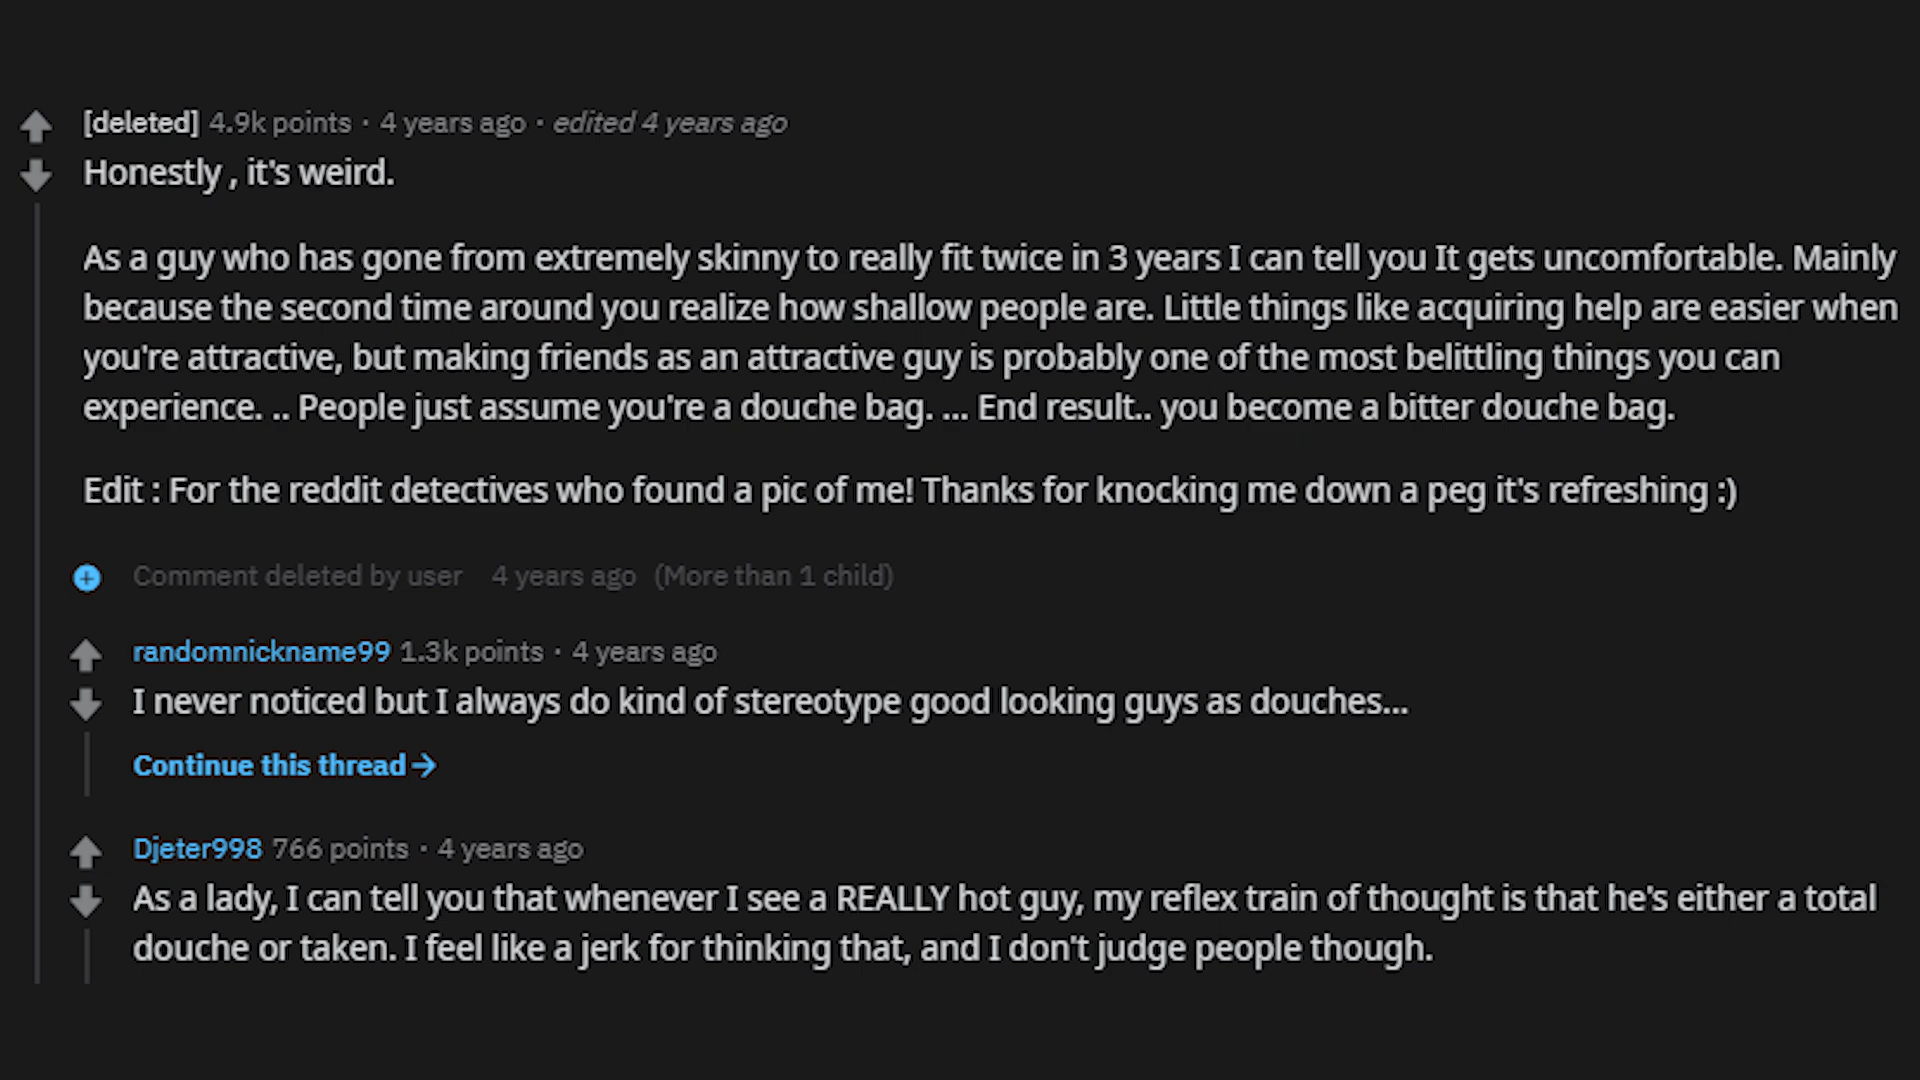 [deleted] 4.9k points · 4 years ago · edited 4 years ago
Honestly , it's weird.
As a guy who has gone from extremely skinny to really fit twice in 3 years I can tell you It gets uncomfortable. Mainly
because the second time around you realize how shallow people are. Little things like acquiring help are easier when
you're attractive, but making friends as an attractive guy is probably one of the most belittling things you can
experience. .. People just assume you're a douche bag. ... End result.. you become a bitter douche bag.
Edit : For the reddit detectives who found a pic of me! Thanks for knocking me down a peg it's refreshing :)
Comment deleted by user 4 years ago (More than 1 child)
randomnickname99 1.3k points · 4 years ago
I never noticed but I always do kind of stereotype good looking guys as douches...
Continue this thread →
Djeter998 766 points · 4 years ago
As a lady, I can tell you that whenever I see a REALLY hot guy, my reflex train of thought is that he's either a total
douche or taken. I feel like a jerk for thinking that, and I don't judge people though.